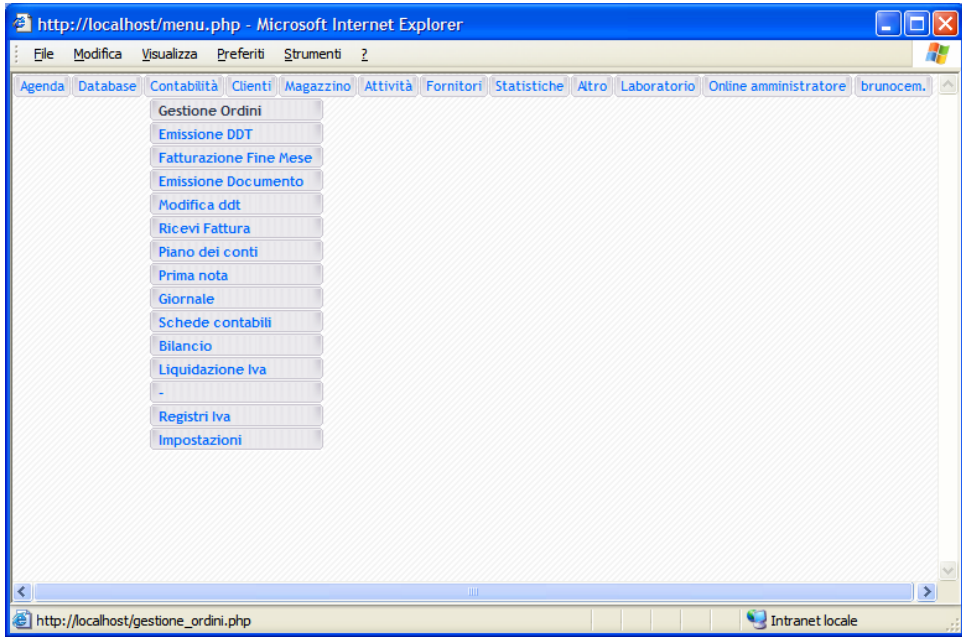 http://localhost/menu.php - Microsoft Internet Explorer
File Modifica Visualizza Preferiti Strumenti ?
Agenda Database Contabilità Clienti Magazzino Attività Fornitori Statistiche Altro Laboratorio Online amministratore brunocem.
Gestione Ordini
Emissione DDT
Fatturazione Fine Mese
Emissione Documento
Modifica ddt
Ricevi Fattura
Piano dei conti
Prima nota
Giornale
Schede contabili
Bilancio
Liquidazione Iva
-
Registri Iva
Impostazioni
http://localhost/gestione_ordini.php Intranet locale